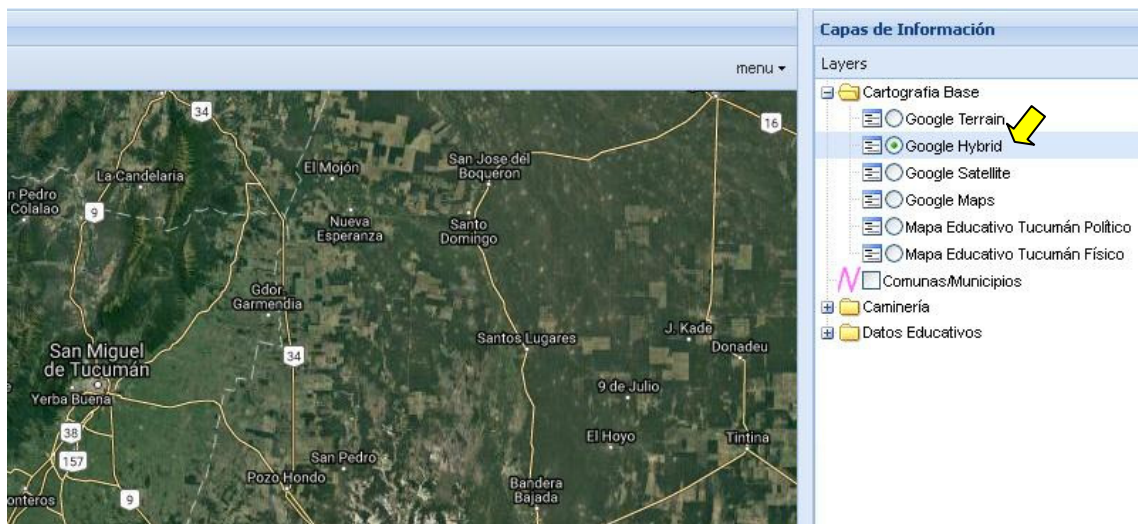 Capas de Información
menu
Layers
Cartografia Base
Google Terrain
Google Hybrid
Google Satellite
Google Maps
Mapa Educativo Tucumán Político
Mapa Educativo Tucumán Físico
Comunas/Municipios
Caminería
Datos Educativos
34
16
La Candelaria
El Mojón
San Jose del
Boqueron
n Pedro
Colalao
9
Nueva
Esperanza
Santo
Domingo
Gdor.
Garmendia
Santos Lugares
J. Kade
Donadeu
San Miguel
de Tucumán
34
Yerba Buena
9 de Julio
38
El Hoyo
Tintina
157
San Pedro
Pozo Hondo
Bandera
Bajada
onteros
9